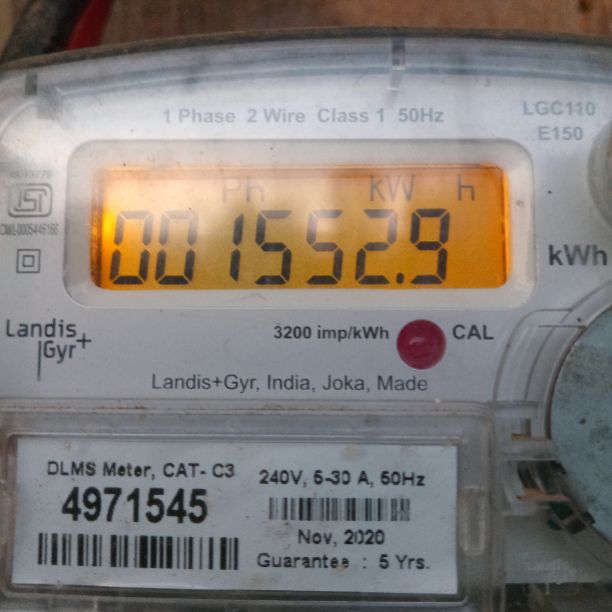 1 Phase 2 Wire Class 1 50Hz
LGC110
E150
CM/L-0005446166
Ph kW h
001552.9
kWh
Landis
Gyr+
3200 imp/kWh
CAL
Landis+Gyr, India, Joka, Made
DLMS Meter, CAT- C3
4971545
240V, 5-30 A, 50Hz
Nov, 2020
Guarantee : 5 Yrs.